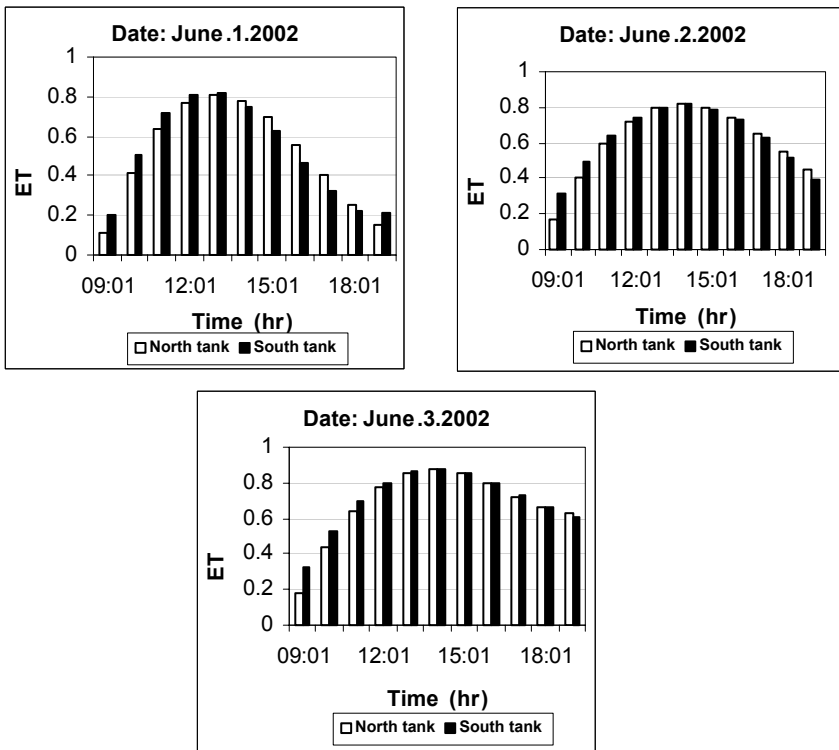 Date: June.1.2002
1
0.8
0.6
0.4
0.2
0
ET
09:01 12:01 15:01 18:01
Time (hr)
North tank South tank
Date: June.2.2002
1
0.8
0.6
0.4
0.2
0
ET
09:01 12:01 15:01 18:01
Time (hr)
North tank South tank
Date: June.3.2002
1
0.8
0.6
0.4
0.2
0
ET
09:01 12:01 15:01 18:01
Time (hr)
North tank South tank